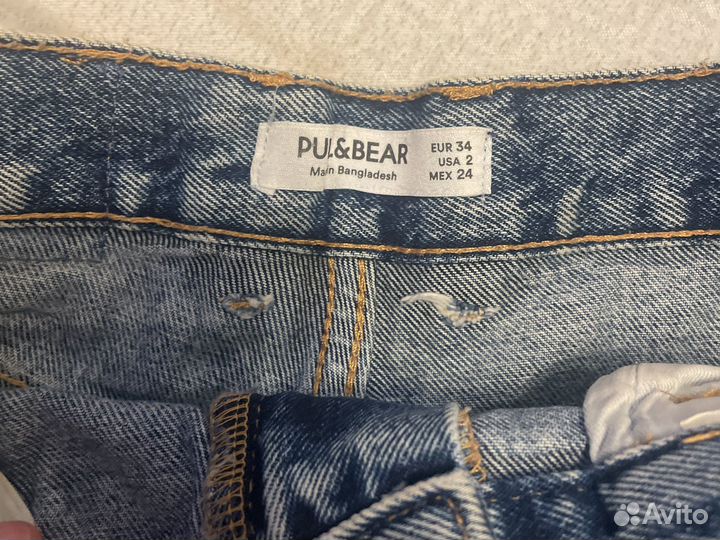 PULL&BEAR
Made in Bangladesh
EUR 34
USA 2
MEX 24
Avito